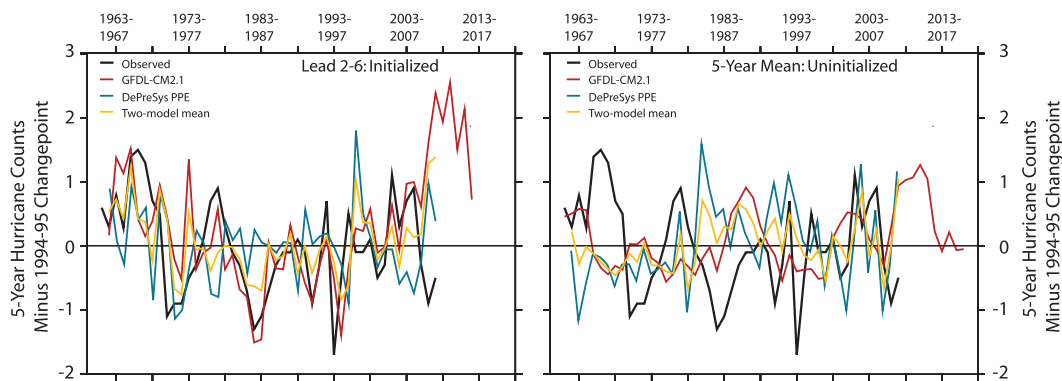 1963- 1973- 1983- 1993- 2003- 2013-
1967 1977 1987 1997 2007 2017
3
2
1
0
-1
-2
5-Year Hurricane Counts
Minus 1994-95 Changepoint
Lead 2-6: Initialized
Observed
GFDL-CM2.1
DePreSys PPE
Two-model mean
1963- 1973- 1983- 1993- 2003- 2013-
1967 1977 1987 1997 2007 2017
5-Year Mean: Uninitialized
Observed
GFDL-CM2.1
DePreSys PPE
Two-model mean
3
2
1
0
-1
-2
5-Year Hurricane Counts
Minus 1994-95 Changepoint